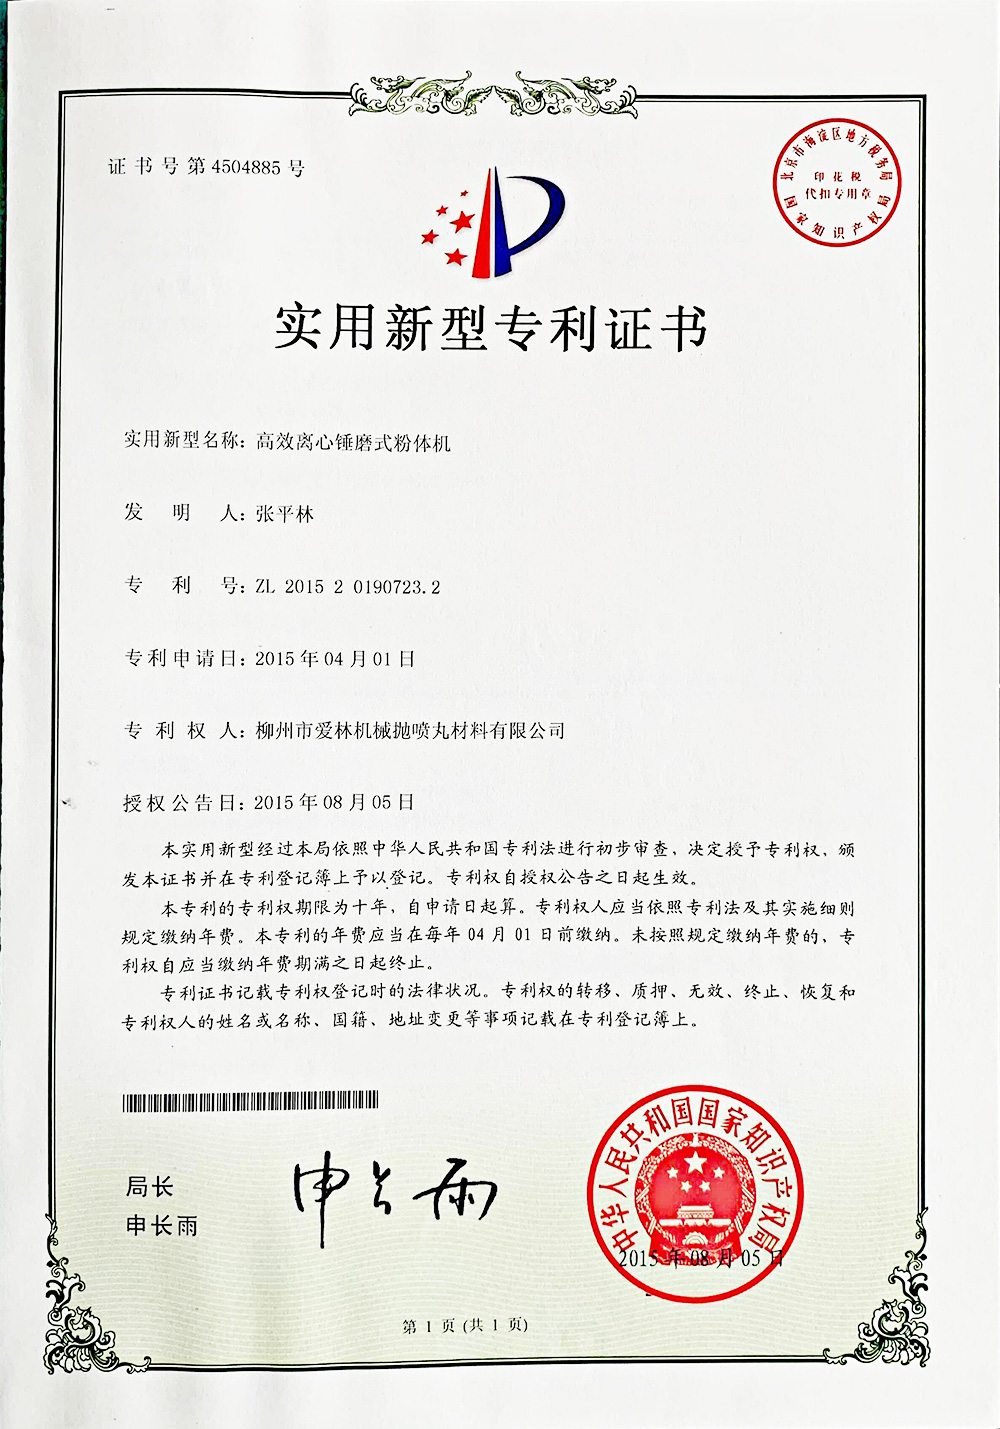 证书号第4504885号
北京市海淀区地方税务局
印花税
代扣专用章
国家知识产权局
实用新型专利证书
实用新型名称：高效离心锤磨式粉体机
发明人：张平林
专利号：ZL 2015 2 0190723.2
专利申请日：2015年04月01日
专利权人：柳州市爱林机械抛喷丸材料有限公司
授权公告日：2015年08月05日
本实用新型经过本局依照中华人民共和国专利法进行初步审查，决定授予专利权，颁
发本证书并在专利登记簿上予以登记。专利权自授权公告之日起生效。
本专利的专利权期限为十年，自申请日起算。专利权人应当依照专利法及其实施细则
规定缴纳年费。本专利的年费应当在每年04月01日前缴纳。未按照规定缴纳年费的，专
利权自应当缴纳年费期满之日起终止。
专利证书记载专利权登记时的法律状况。专利权的转移、质押、无效、终止、恢复和
专利权人的姓名或名称、国籍、地址变更等事项记载在专利登记簿上。
局长
申长雨
申长雨
中华人民共和国国家知识产权局
2015年08月05日
第1页(共1页)